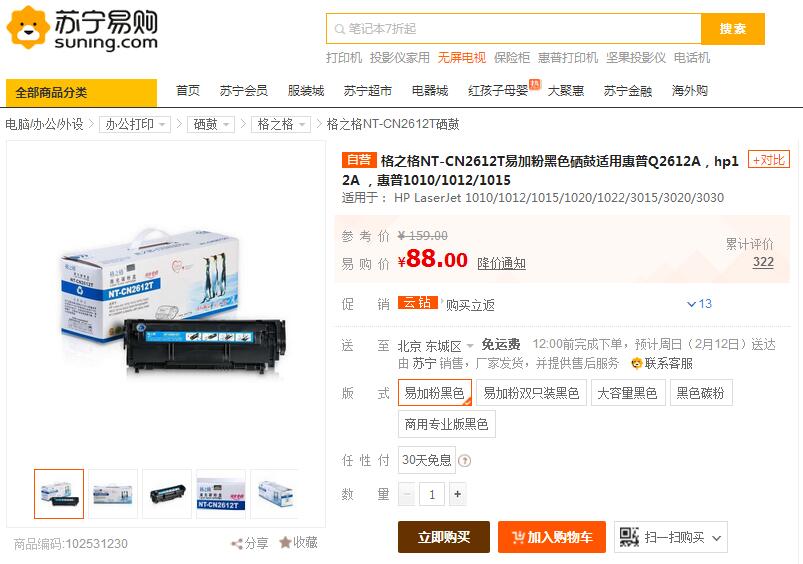 苏宁易购
suning.com
笔记本7折起
搜索
打印机 投影仪家用 无屏电视 保险柜 惠普打印机 坚果投影仪 电话机
全部商品分类
首页 苏宁会员 服装城 苏宁超市 电器城 红孩子母婴 热 大聚惠 苏宁金融 海外购
电脑/办公/外设 > 办公打印 > 硒鼓 > 格之格 > 格之格NT-CN2612T硒鼓
自营 格之格NT-CN2612T易加粉黑色硒鼓适用惠普Q2612A，hp1
2A ，惠普1010/1012/1015
+对比
适用于： HP LaserJet 1010/1012/1015/1020/1022/3015/3020/3030
参考价 ¥ 159.00
易购价 ¥88.00 降价通知
累计评价
322
促销 云钻 购买立返
13
送至 北京 东城区 免运费 12:00前完成下单，预计周日（2月12日）送达
由 苏宁 销售，厂家发货，并提供售后服务 联系客服
版式 易加粉黑色 易加粉双只装黑色 大容量黑色 黑色碳粉
商用专业版黑色
任性付 30天免息 ?
数量 − 1 +
立即购买 加入购物车 扫一扫购买
格之格
NT-CN2612T
NT-CN2612T
NT-CN2612T
商品编码:102531230
分享 收藏